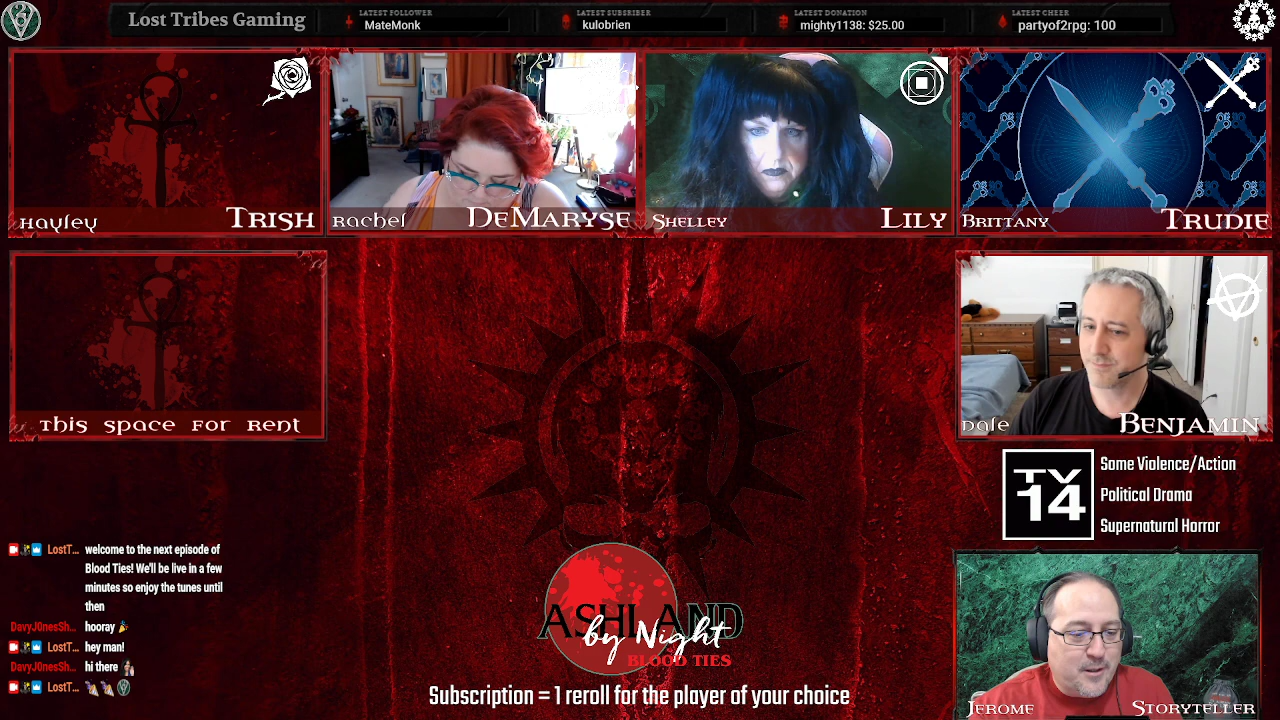 Lost Tribes Gaming
LATEST FOLLOWER
MateMonk
LATEST SUBSRIBER
kulobrien
LATEST DONATION
mighty1138: $25.00
LATEST CHEER
partyof2rpg: 100
Hayley
Trish
Rachel
DeMaryse
Shelley
Lily
Brittany
Trudie
This Space For Rent
Dale
Benjamin
TV
14
Some Violence/Action
Political Drama
Supernatural Horror
LostT... welcome to the next episode of
Blood Ties! We'll be live in a few
minutes so enjoy the tunes until
then
DavyJ0nesSh... hooray
LostT... hey man!
DavyJ0nesSh... hi there
LostT...
ASHLAND
by Night
BLOOD TIES
Subscription = 1 reroll for the player of your choice
Jerome
Storyteller